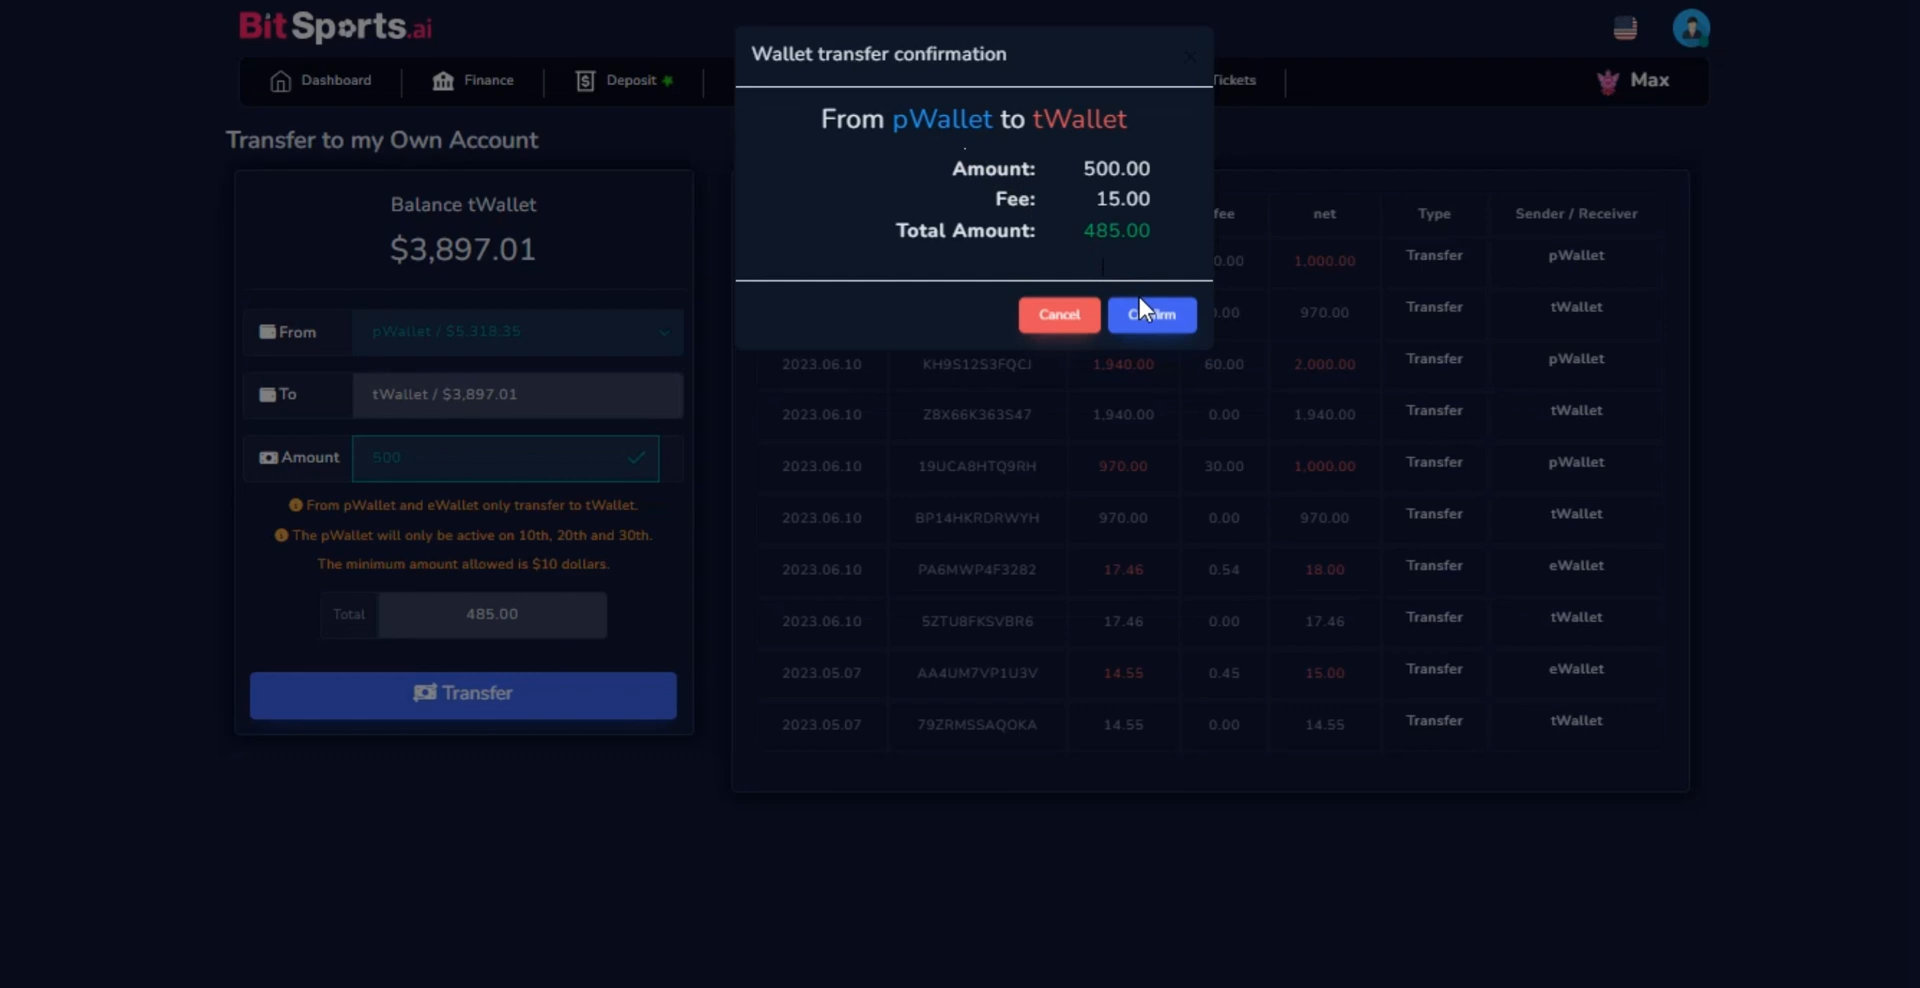 BitSports.ai
Dashboard Finance Deposit Tickets Max
Transfer to my Own Account
Wallet transfer confirmation
From pWallet to tWallet
Amount: 500.00
Fee: 15.00
Total Amount: 485.00
Cancel
Balance tWallet
$3,897.01
From pWallet / $5,318.35
To tWallet / $3,897.01
Amount 500
From pWallet and eWallet only transfer to tWallet.
The pWallet will only be active on 10th, 20th and 30th.
The minimum amount allowed is $10 dollars.
Total 485.00
Transfer
fee net Type Sender / Receiver
1,000.00 Transfer pWallet
970.00 Transfer tWallet
2023.06.10 KH9S12S3FQCJ 1,940.00 60.00 2,000.00 Transfer pWallet
2023.06.10 Z8X66K363S47 1,940.00 0.00 1,940.00 Transfer tWallet
2023.06.10 19UCA8HTQ9RH 970.00 30.00 1,000.00 Transfer pWallet
2023.06.10 BP14HKRDRWYH 970.00 0.00 970.00 Transfer tWallet
2023.06.10 PA6MWP4F3282 17.46 0.54 18.00 Transfer eWallet
2023.06.10 5ZTU8FKSVBR6 17.46 0.00 17.46 Transfer tWallet
2023.05.07 AA4UM7VP1U3V 14.55 0.45 15.00 Transfer eWallet
2023.05.07 79ZRMSSAQOKA 14.55 0.00 14.55 Transfer tWallet